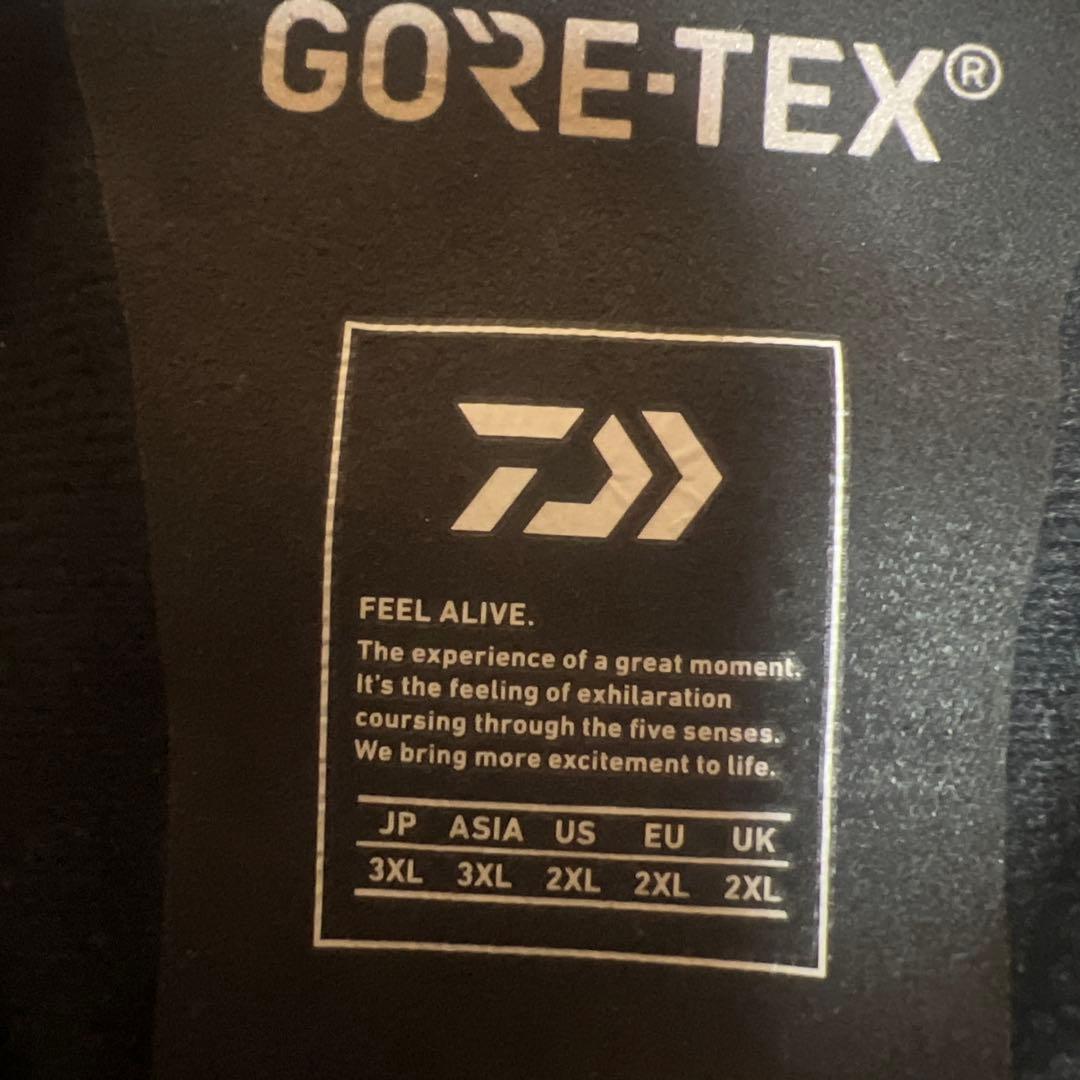 GORE-TEX®
FEEL ALIVE.
The experience of a great moment.
It's the feeling of exhilaration
coursing through the five senses.
We bring more excitement to life.
JP ASIA US EU UK
3XL 3XL 2XL 2XL 2XL